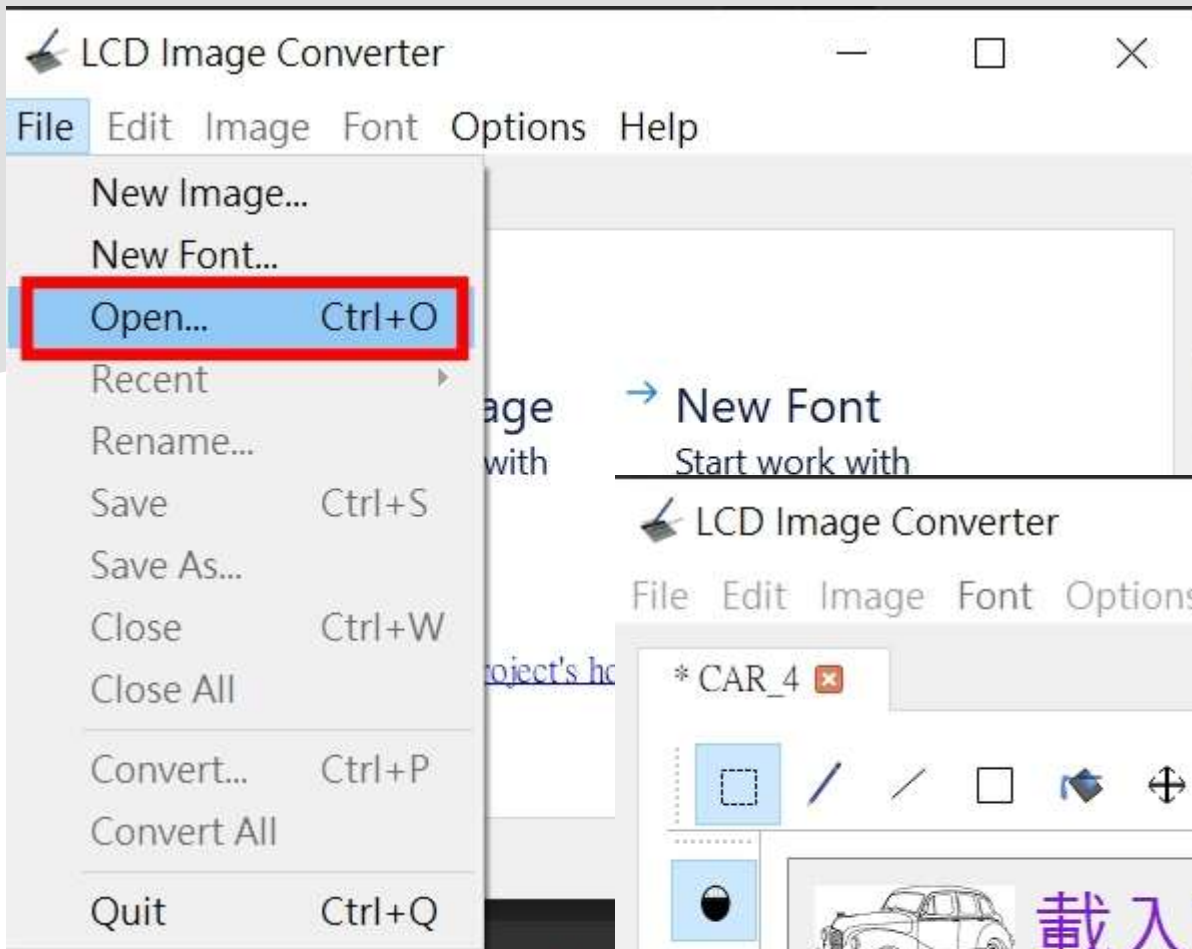 LCD Image Converter
File Edit Image Font Options Help
New Image...
New Font...
Open... Ctrl+O
Recent
Rename...
Save Ctrl+S
Save As...
Close Ctrl+W
Close All
Convert... Ctrl+P
Convert All
Quit Ctrl+Q
age
with
New Font
Start work with
oject's ho
LCD Image Converter
File Edit Image Font Options
* CAR_4
載入